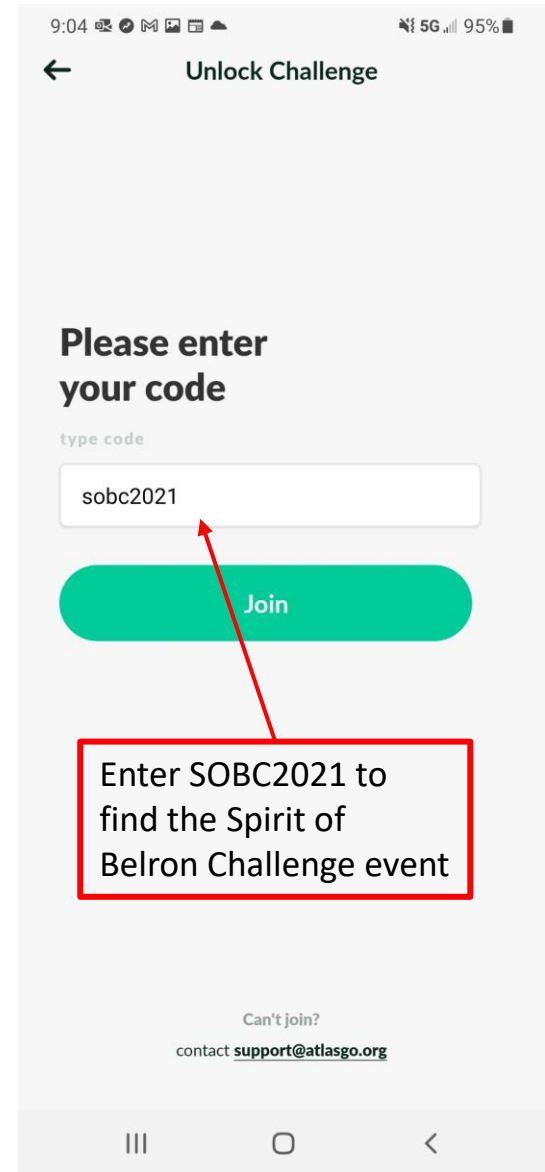 9:04 5G 95%
Unlock Challenge
Please enter
your code
type code
sobc2021
Join
Enter SOBC2021 to
find the Spirit of
Belron Challenge event
Can't join?
contact support@atlasgo.org